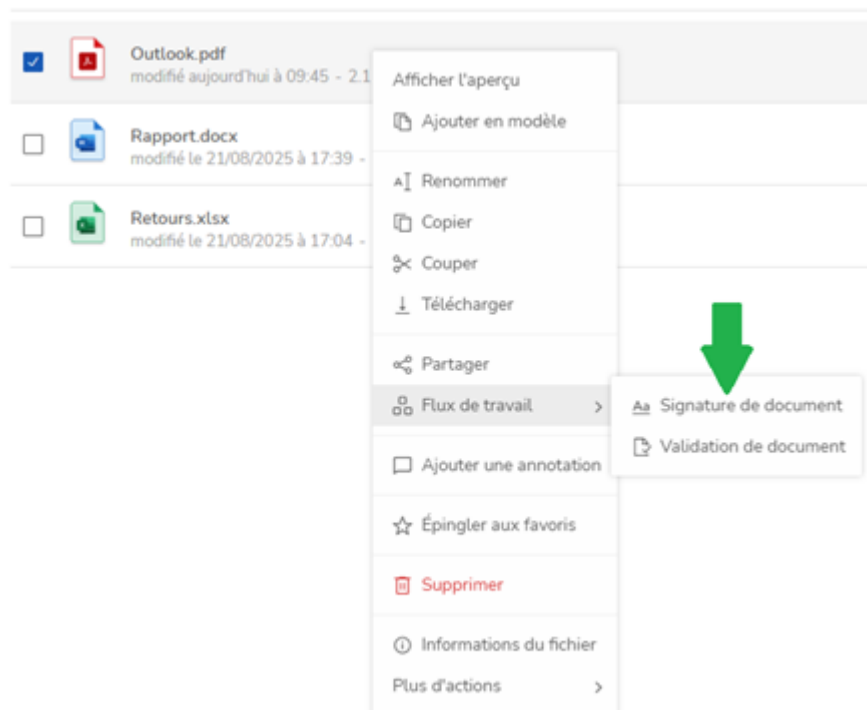 Outlook.pdf
modifié aujourd'hui à 09:45 - 2.1
Rapport.docx
modifié le 21/08/2025 à 17:39 -
Retours.xlsx
modifié le 21/08/2025 à 17:04 -
Afficher l'aperçu
Ajouter en modèle
Renommer
Copier
Couper
Télécharger
Partager
Flux de travail
Aa Signature de document
Validation de document
Ajouter une annotation
Épingler aux favoris
Supprimer
Informations du fichier
Plus d'actions